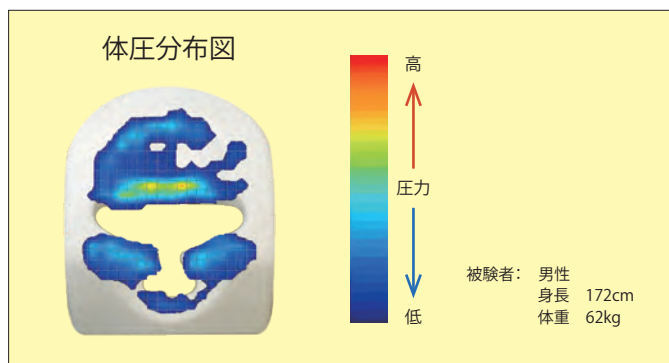 体圧分布図
高
圧力
低
被験者： 男性
身長 172cm
体重 62kg